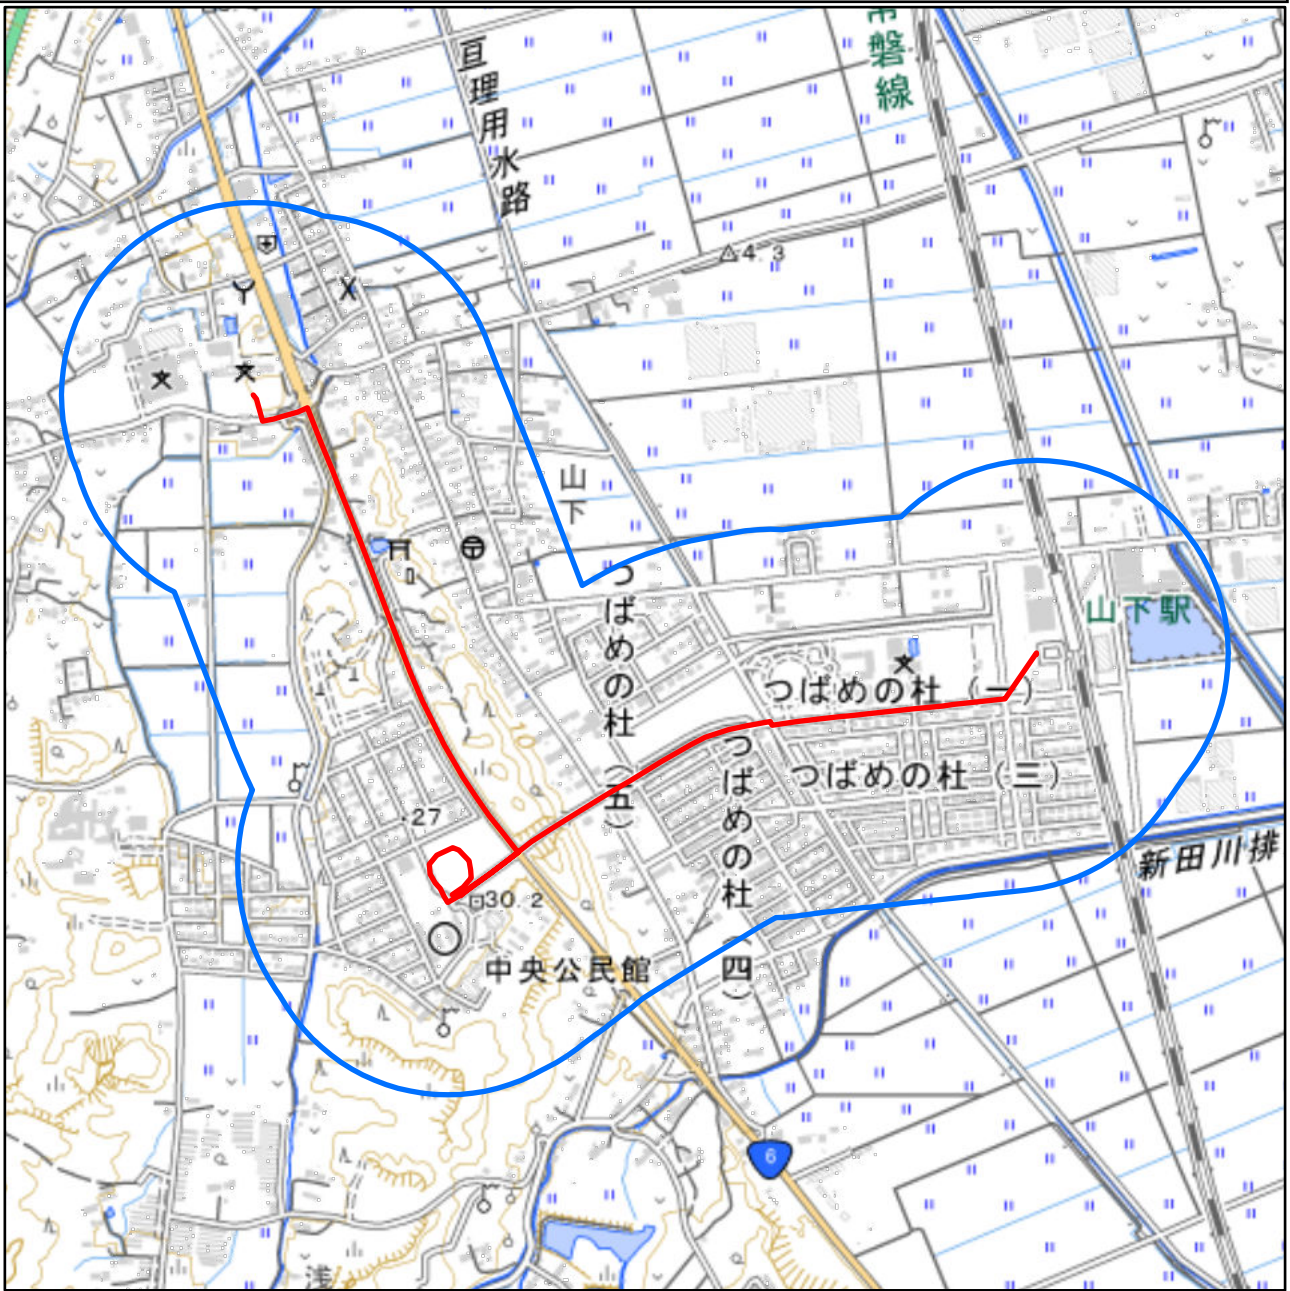 常磐線
亘理用水路
4.3
山下
つばめの杜(五)
山下駅
つばめの杜(一)
つばめの杜(三)
つばめの杜(四)
27
30.2
新田川排
中央公民館
6
浅